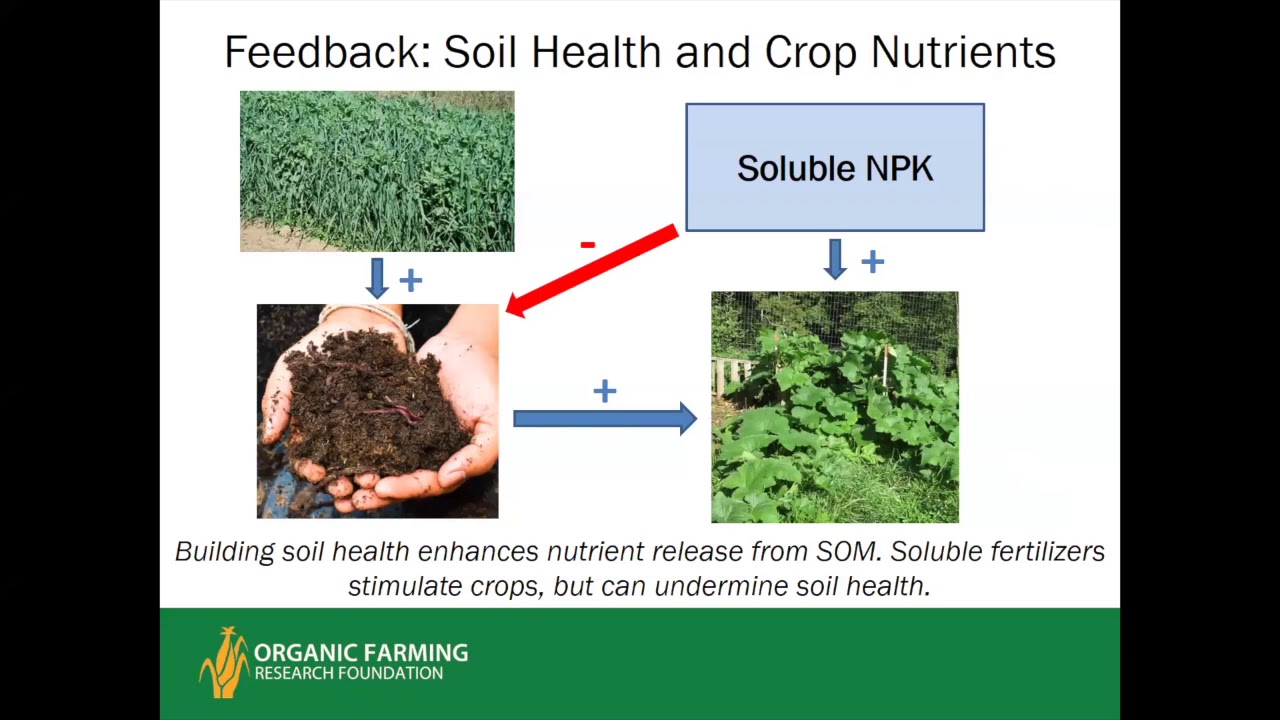 Feedback: Soil Health and Crop Nutrients
Soluble NPK
-
+
+
+
Building soil health enhances nutrient release from SOM. Soluble fertilizers
stimulate crops, but can undermine soil health.
ORGANIC FARMING
RESEARCH FOUNDATION